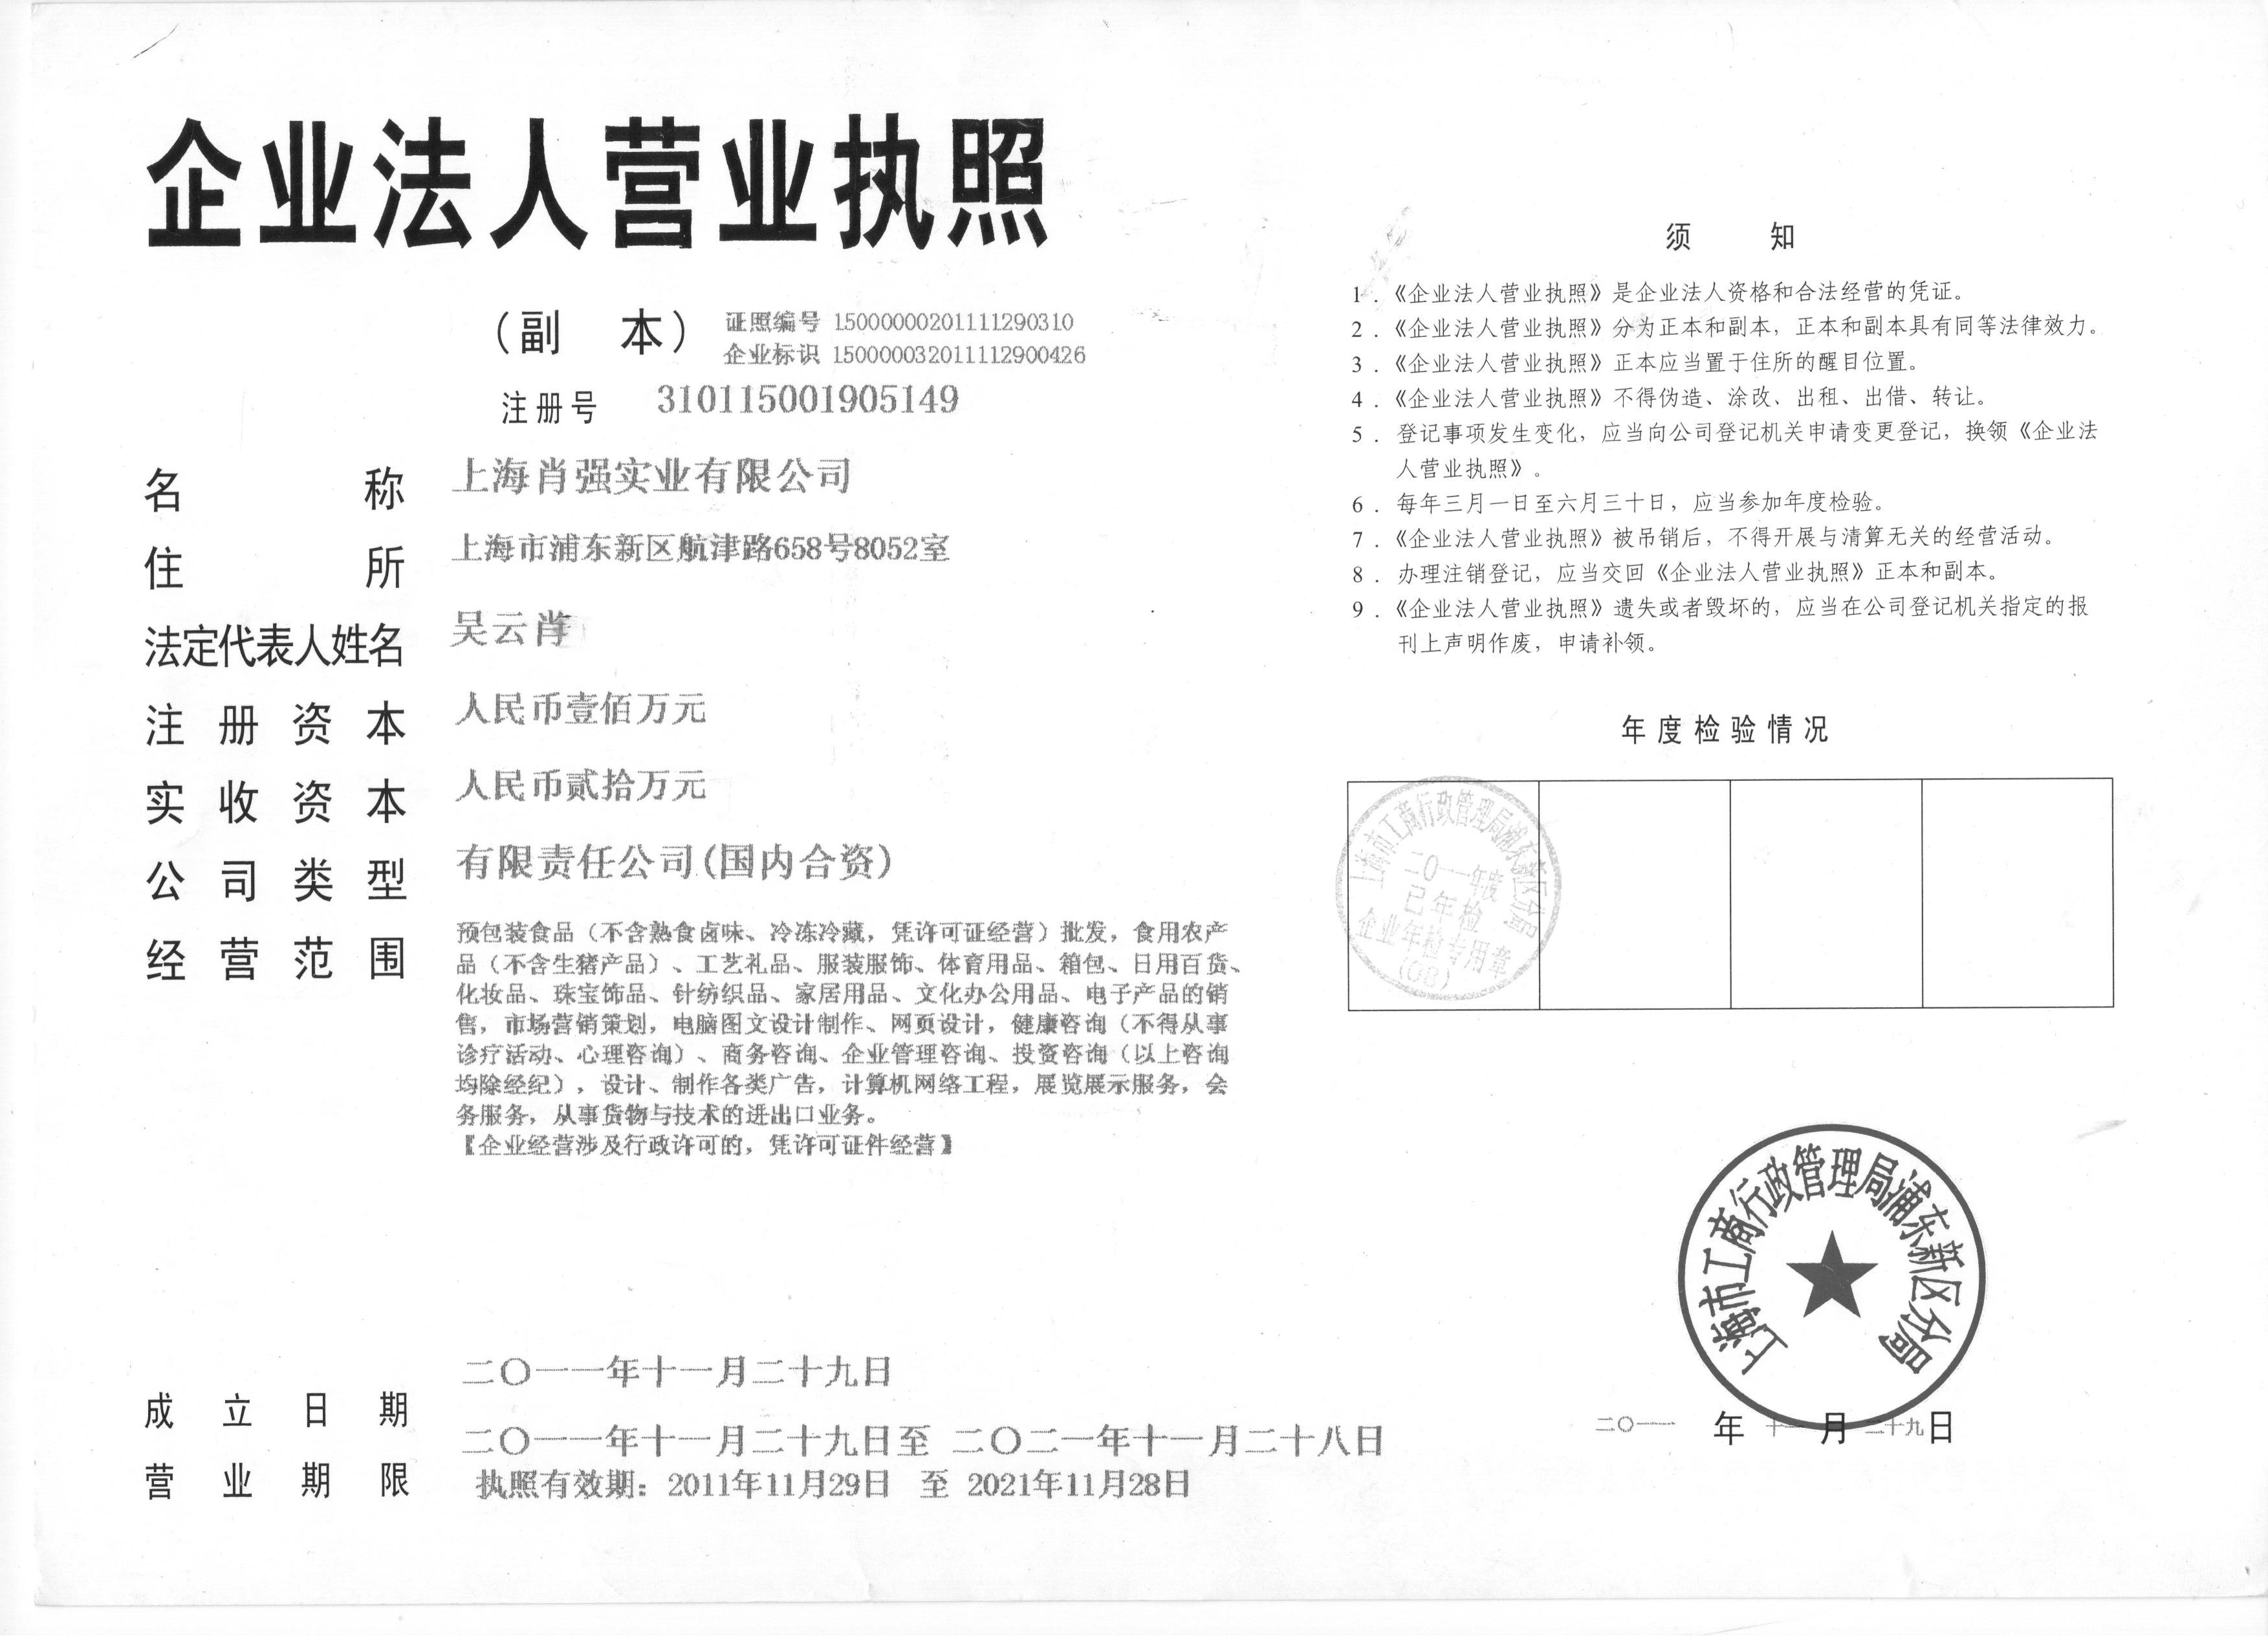 企业法人营业执照
（副 本）
证照编号 15000000201111290310
企业标识 15000003201111290​0426
注册号 310115001905149
名称 上海肖强实业有限公司
住所 上海市浦东新区航津路658号8052室
法定代表人姓名 吴云肖
注册资本 人民币壹佰万元
实收资本 人民币贰拾万元
公司类型 有限责任公司(国内合资)
经营范围 预包装食品（不含熟食卤味、冷冻冷藏，凭许可证经营）批发，食用农产
品（不含生猪产品）、工艺礼品、服装服饰、体育用品、箱包、日用百货、
化妆品、珠宝饰品、针纺织品、家居用品、文化办公用品、电子产品的销
售，市场营销策划，电脑图文设计制作、网页设计，健康咨询（不得从事
诊疗活动、心理咨询）、商务咨询、企业管理咨询、投资咨询（以上咨询
均除经纪），设计、制作各类广告，计算机网络工程，展览展示服务，会
务服务，从事货物与技术的进出口业务。
【企业经营涉及行政许可的，凭许可证件经营】
成立日期 二〇一一年十一月二十九日
营业期限 二〇一一年十一月二十九日至 二〇二一年十一月二十八日
执照有效期：2011年11月29日 至 2021年11月28日
须 知
1．《企业法人营业执照》是企业法人资格和合法经营的凭证。
2．《企业法人营业执照》分为正本和副本，正本和副本具有同等法律效力。
3．《企业法人营业执照》正本应当置于住所的醒目位置。
4．《企业法人营业执照》不得伪造、涂改、出租、出借、转让。
5．登记事项发生变化，应当向公司登记机关申请变更登记，换领《企业法
人营业执照》。
6．每年三月一日至六月三十日，应当参加年度检验。
7．《企业法人营业执照》被吊销后，不得开展与清算无关的经营活动。
8．办理注销登记，应当交回《企业法人营业执照》正本和副本。
9．《企业法人营业执照》遗失或者毁坏的，应当在公司登记机关指定的报
刊上声明作废，申请补领。
年度检验情况
上海市工商行政管理局浦东新区分局
二〇一一年度
已年检
企业年检专用章
(08)
上海市工商行政管理局浦东新区分局
二〇一一 年 十一 月 二十九 日